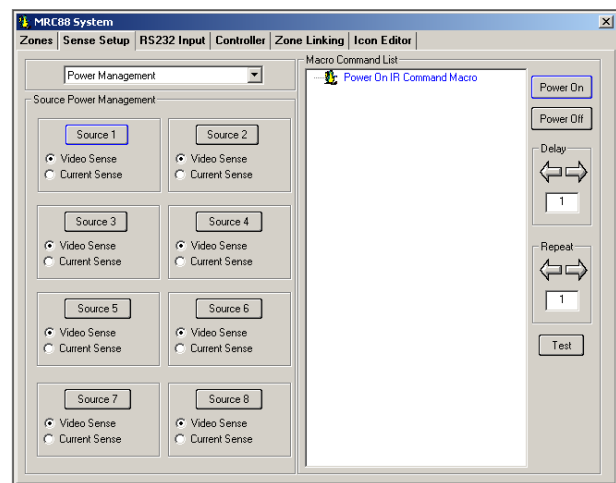 MRC88 System
Zones Sense Setup RS232 Input Controller Zone Linking Icon Editor
Power Management
Source Power Management
Source 1
Video Sense
Current Sense
Source 2
Video Sense
Current Sense
Source 3
Video Sense
Current Sense
Source 4
Video Sense
Current Sense
Source 5
Video Sense
Current Sense
Source 6
Video Sense
Current Sense
Source 7
Video Sense
Current Sense
Source 8
Video Sense
Current Sense
Macro Command List
Power On IR Command Macro
Power On
Power Off
Delay
1
Repeat
1
Test